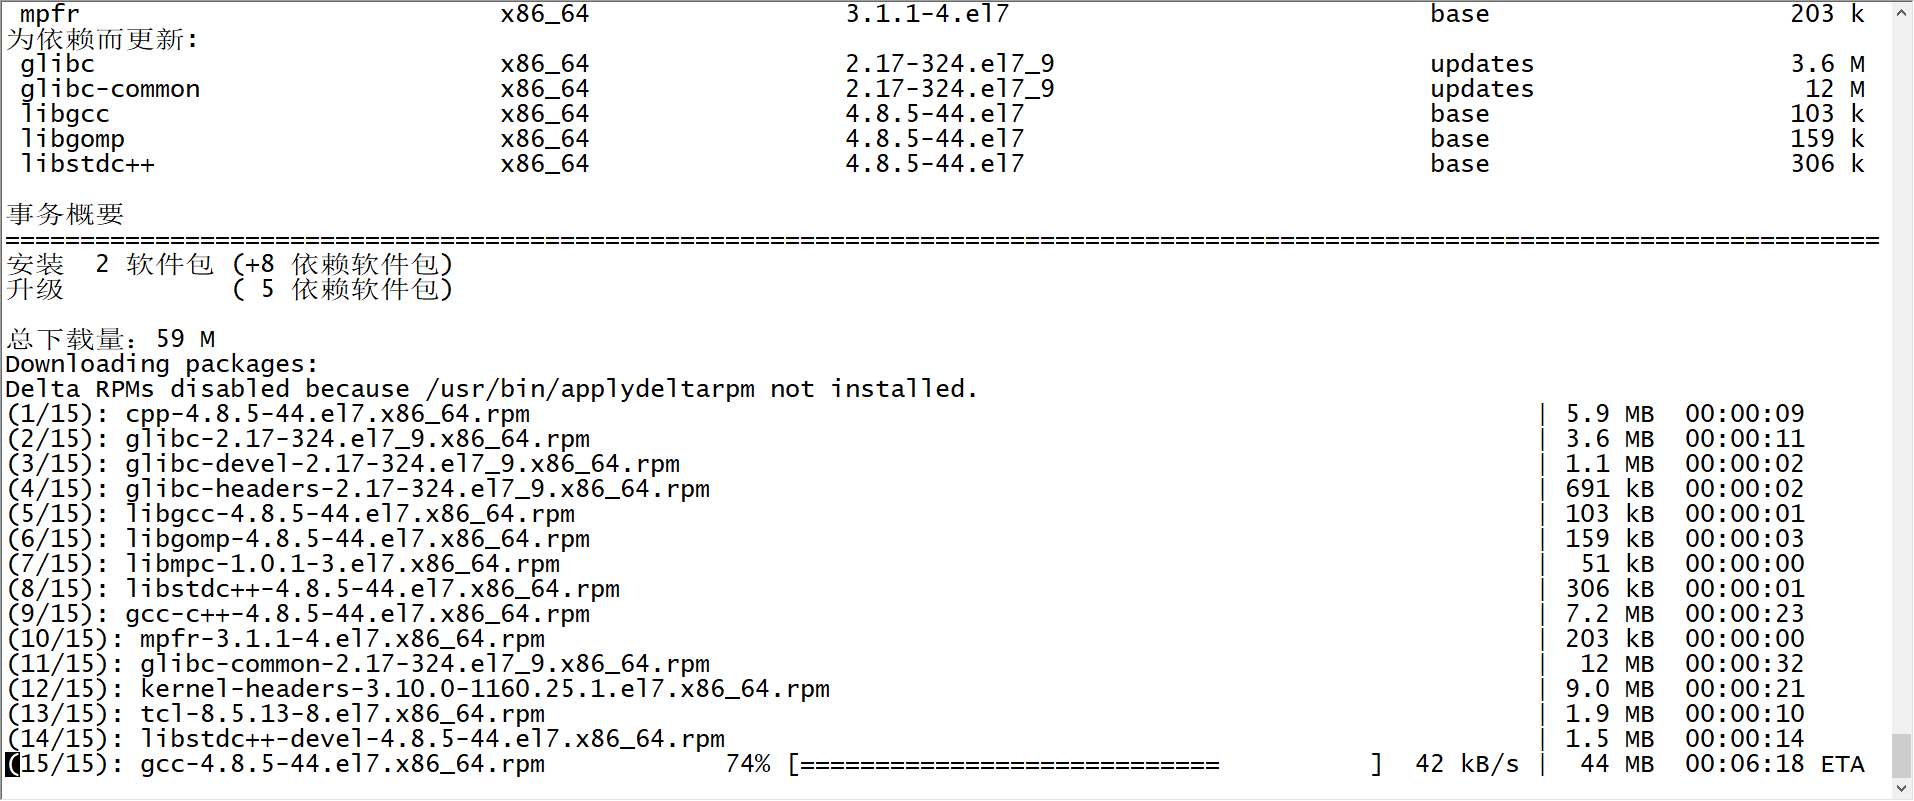 mpfr x86_64 3.1.1-4.el7 base 203 k
为依赖而更新:
glibc x86_64 2.17-324.el7_9 updates 3.6 M
glibc-common x86_64 2.17-324.el7_9 updates 12 M
libgcc x86_64 4.8.5-44.el7 base 103 k
libgomp x86_64 4.8.5-44.el7 base 159 k
libstdc++ x86_64 4.8.5-44.el7 base 306 k
事务概要
=============================================================================================================================
安装 2 软件包 (+8 依赖软件包)
升级 ( 5 依赖软件包)
总下载量：59 M
Downloading packages:
Delta RPMs disabled because /usr/bin/applydeltarpm not installed.
(1/15): cpp-4.8.5-44.el7.x86_64.rpm | 5.9 MB 00:00:09
(2/15): glibc-2.17-324.el7_9.x86_64.rpm | 3.6 MB 00:00:11
(3/15): glibc-devel-2.17-324.el7_9.x86_64.rpm | 1.1 MB 00:00:02
(4/15): glibc-headers-2.17-324.el7_9.x86_64.rpm | 691 kB 00:00:02
(5/15): libgcc-4.8.5-44.el7.x86_64.rpm | 103 kB 00:00:01
(6/15): libgomp-4.8.5-44.el7.x86_64.rpm | 159 kB 00:00:03
(7/15): libmpc-1.0.1-3.el7.x86_64.rpm | 51 kB 00:00:00
(8/15): libstdc++-4.8.5-44.el7.x86_64.rpm | 306 kB 00:00:01
(9/15): gcc-c++-4.8.5-44.el7.x86_64.rpm | 7.2 MB 00:00:23
(10/15): mpfr-3.1.1-4.el7.x86_64.rpm | 203 kB 00:00:00
(11/15): glibc-common-2.17-324.el7_9.x86_64.rpm | 12 MB 00:00:32
(12/15): kernel-headers-3.10.0-1160.25.1.el7.x86_64.rpm | 9.0 MB 00:00:21
(13/15): tcl-8.5.13-8.el7.x86_64.rpm | 1.9 MB 00:00:10
(14/15): libstdc++-devel-4.8.5-44.el7.x86_64.rpm | 1.5 MB 00:00:14
(15/15): gcc-4.8.5-44.el7.x86_64.rpm 74% [============================ ] 42 kB/s | 44 MB 00:06:18 ETA